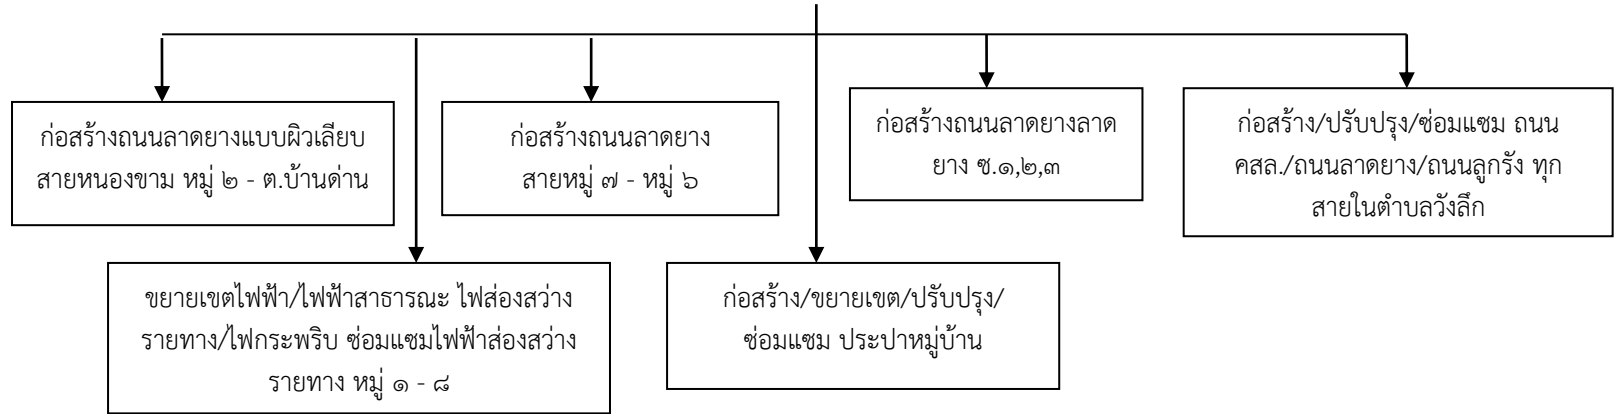 ก่อสร้างถนนลาดยางแบบผิวเลียบ
สายหนองขาม หมู่ ๒ - ต.บ้านด่าน
ก่อสร้างถนนลาดยาง
สายหมู่ ๗ - หมู่ ๖
ก่อสร้างถนนลาดยางลาด
ยาง ซ.๑,๒,๓
ก่อสร้าง/ปรับปรุง/ซ่อมแซม ถนน
คสล./ถนนลาดยาง/ถนนลูกรัง ทุก
สายในตำบลวังลึก
ขยายเขตไฟฟ้า/ไฟฟ้าสาธารณะ ไฟส่องสว่าง
รายทาง/ไฟกระพริบ ซ่อมแซมไฟฟ้าส่องสว่าง
รายทาง หมู่ ๑ - ๘
ก่อสร้าง/ขยายเขต/ปรับปรุง/
ซ่อมแซม ประปาหมู่บ้าน